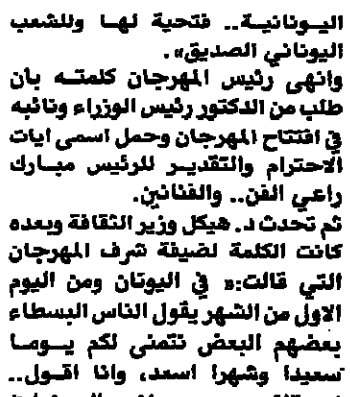 اليونانية.. فتحية لها وللشعب
اليوناني الصديق».
وانهى رئيس المهرجان كلمته بان
طلب من الدكتور رئيس الوزراء ونائبه
في افتتاح المهرجان وحمل اسمى ايات
الاحترام والتقدير للرئيس مبارك
راعي الفن.. والفنانين.
ثم تحدث د. هيكل وزير الثقافة وبعده
كانت الكلمة لضيفة شرف المهرجان
التي قالت:« في اليونان ومن اليوم
الاول من الشهر يقول الناس البسطاء
بعضهم البعض نتمنى لكم يوما
سعيدا وشهرا اسعد، وانا اقول..